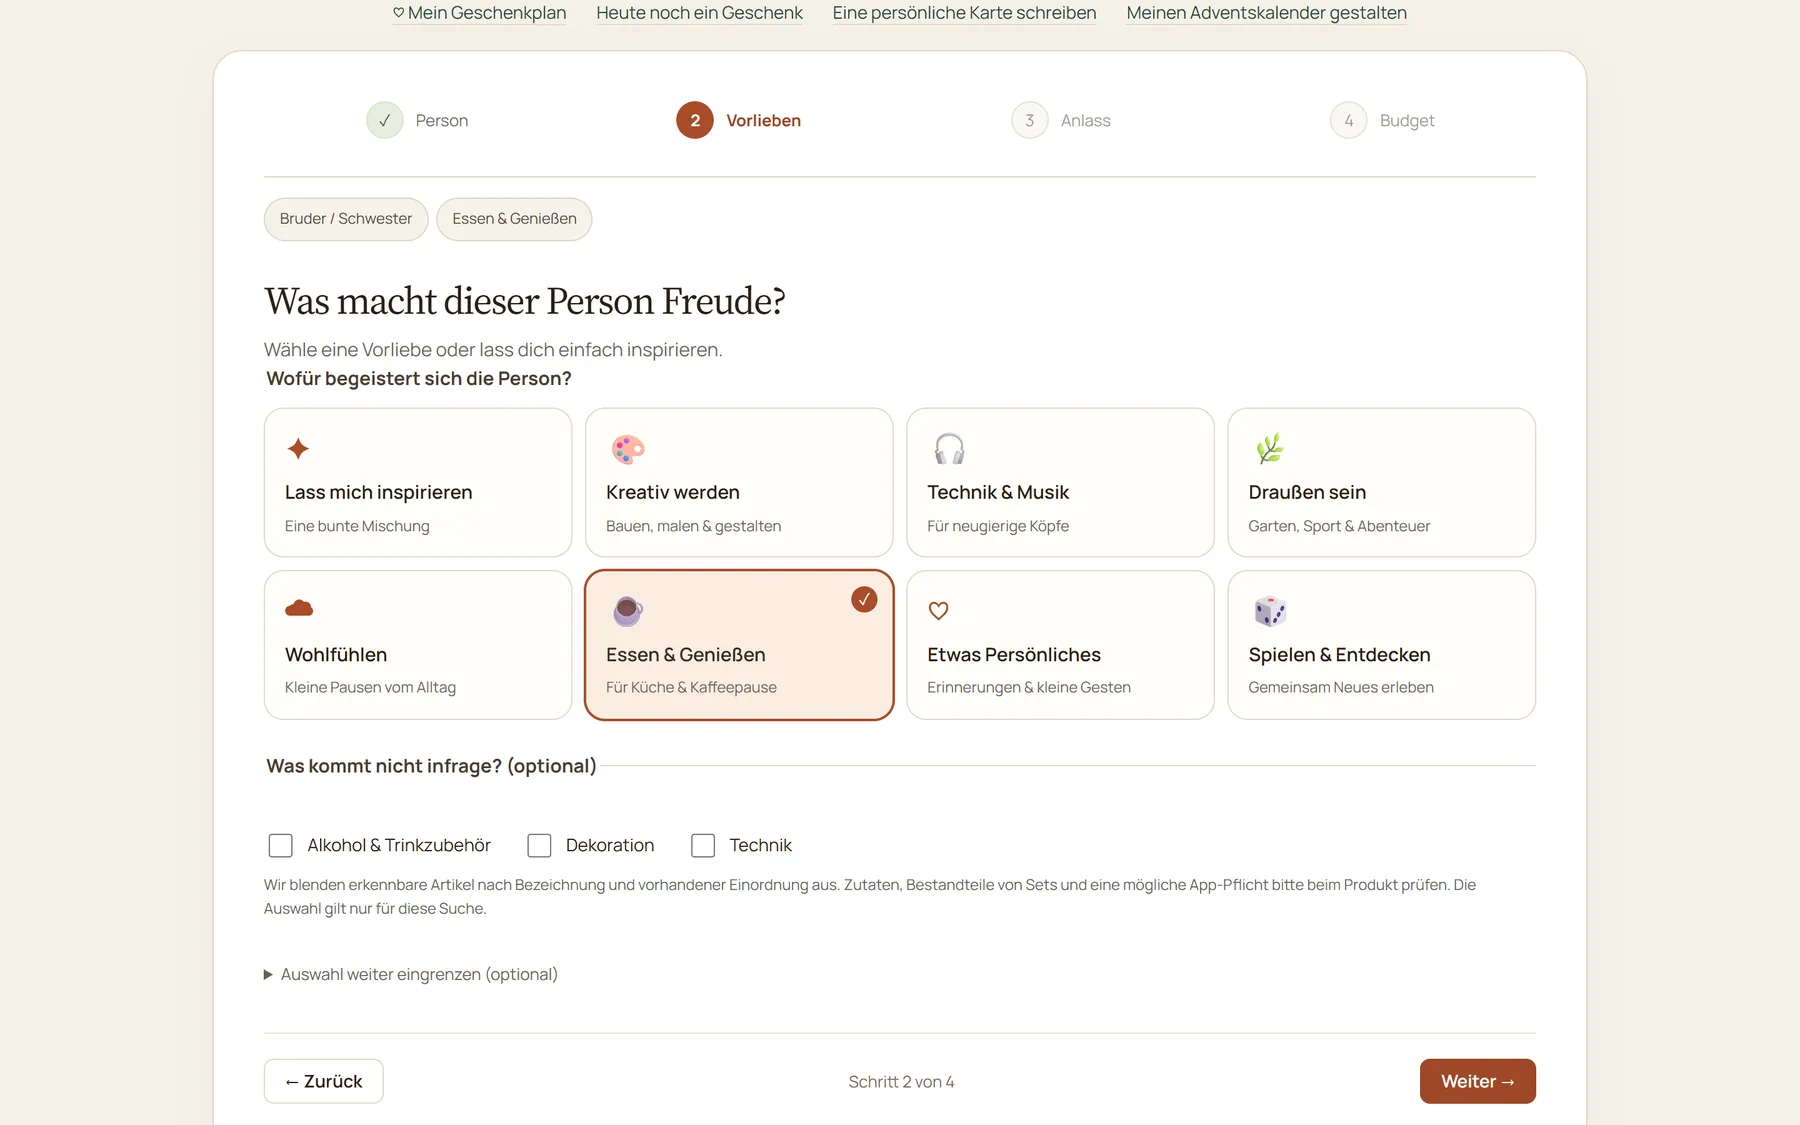 ♡ Mein Geschenkplan Heute noch ein Geschenk Eine persönliche Karte schreiben Meinen Adventskalender gestalten
✓ Person 2 Vorlieben 3 Anlass 4 Budget
Bruder / Schwester Essen & Genießen
Was macht dieser Person Freude?
Wähle eine Vorliebe oder lass dich einfach inspirieren.
Wofür begeistert sich die Person?
Lass mich inspirieren
Eine bunte Mischung
Kreativ werden
Bauen, malen & gestalten
Technik & Musik
Für neugierige Köpfe
Draußen sein
Garten, Sport & Abenteuer
Wohlfühlen
Kleine Pausen vom Alltag
✓
Essen & Genießen
Für Küche & Kaffeepause
Etwas Persönliches
Erinnerungen & kleine Gesten
Spielen & Entdecken
Gemeinsam Neues erleben
Was kommt nicht infrage? (optional)
Alkohol & Trinkzubehör Dekoration Technik
Wir blenden erkennbare Artikel nach Bezeichnung und vorhandener Einordnung aus. Zutaten, Bestandteile von Sets und eine mögliche App-Pflicht bitte beim Produkt prüfen. Die
Auswahl gilt nur für diese Suche.
▶ Auswahl weiter eingrenzen (optional)
← Zurück Schritt 2 von 4 Weiter →